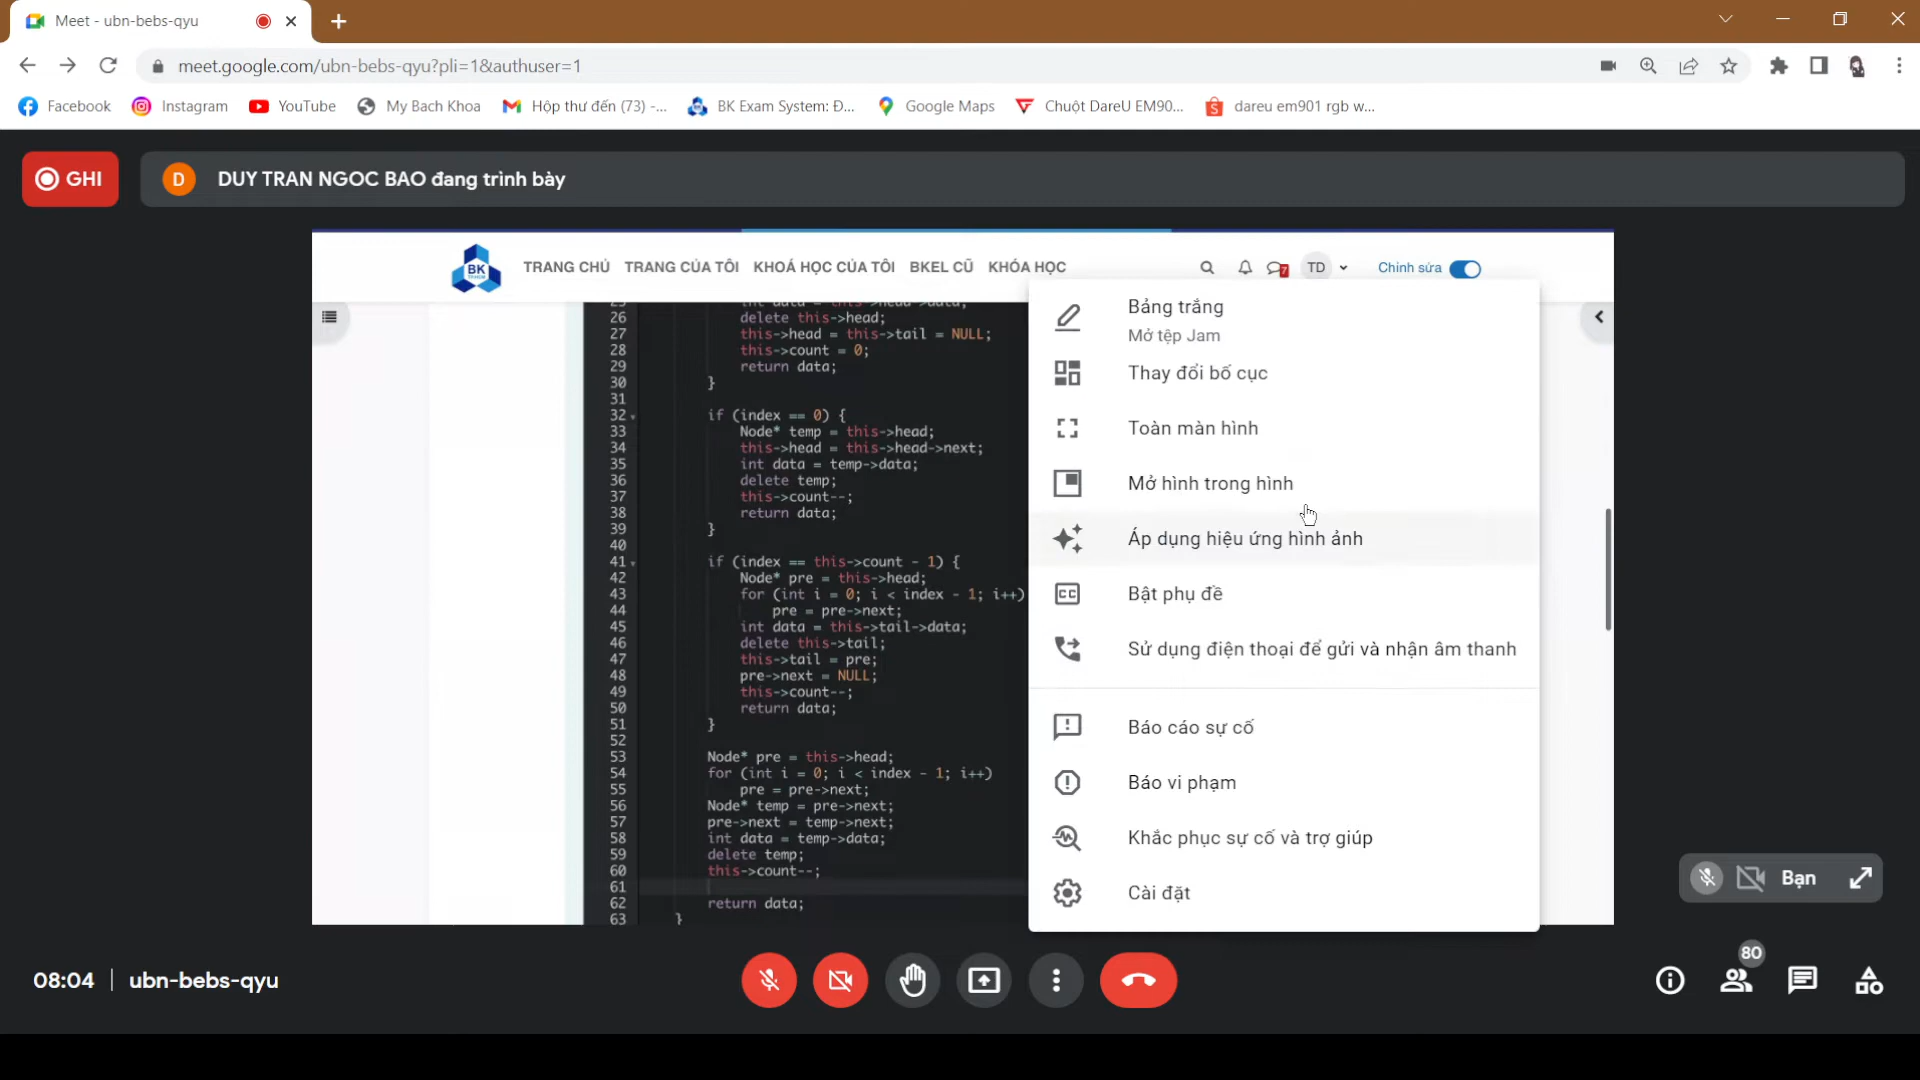 Meet - ubn-bebs-qyu
meet.google.com/ubn-bebs-qyu?pli=1&authuser=1
Facebook Instagram YouTube My Bach Khoa Hộp thư đến (73) -... BK Exam System: Đ... Google Maps Chuột DareU EM90... dareu em901 rgb w...
GHI
D DUY TRAN NGOC BAO đang trình bày
BK
TRANG CHỦ TRANG CỦA TÔI KHOÁ HỌC CỦA TÔI BKEL CŨ KHÓA HỌC 7 TD Chỉnh sửa
25 int data = this->head->data;
26 delete this->head;
27 this->head = this->tail = NULL;
28 this->count = 0;
29 return data;
30 }
31
32 if (index == 0) {
33 Node* temp = this->head;
34 this->head = this->head->next;
35 int data = temp->data;
36 delete temp;
37 this->count--;
38 return data;
39 }
40
41 if (index == this->count - 1) {
42 Node* pre = this->head;
43 for (int i = 0; i < index - 1; i++)
44 pre = pre->next;
45 int data = this->tail->data;
46 delete this->tail;
47 this->tail = pre;
48 pre->next = NULL;
49 this->count--;
50 return data;
51 }
52
53 Node* pre = this->head;
54 for (int i = 0; i < index - 1; i++)
55 pre = pre->next;
56 Node* temp = pre->next;
57 pre->next = temp->next;
58 int data = temp->data;
59 delete temp;
60 this->count--;
61
62 return data;
63 }
Bảng trắng
Mở tệp Jam
Thay đổi bố cục
Toàn màn hình
Mở hình trong hình
Áp dụng hiệu ứng hình ảnh
CC Bật phụ đề
Sử dụng điện thoại để gửi và nhận âm thanh
Báo cáo sự cố
Báo vi phạm
Khắc phục sự cố và trợ giúp
Cài đặt
Bạn
08:04 ubn-bebs-qyu
80